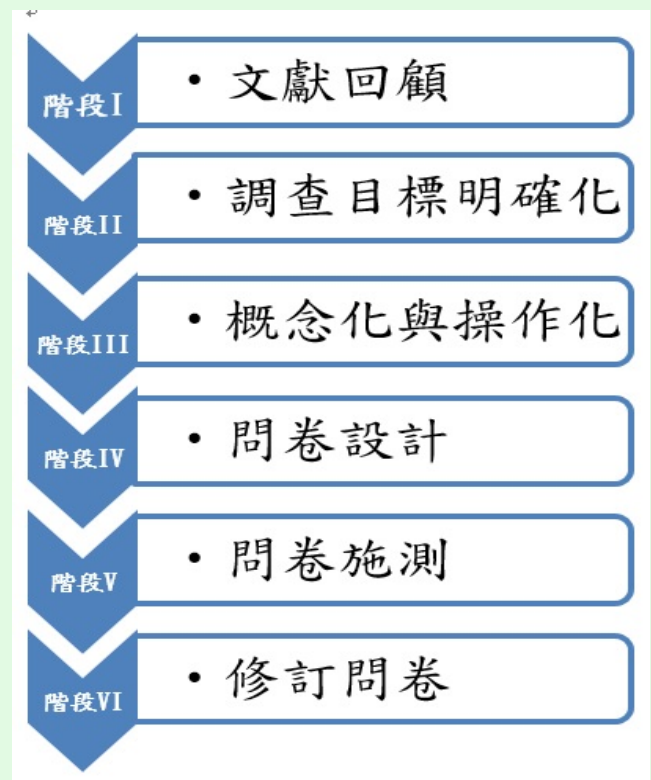 階段I
• 文獻回顧
階段II
• 調查目標明確化
階段III
• 概念化與操作化
階段IV
• 問卷設計
階段V
• 問卷施測
階段VI
• 修訂問卷